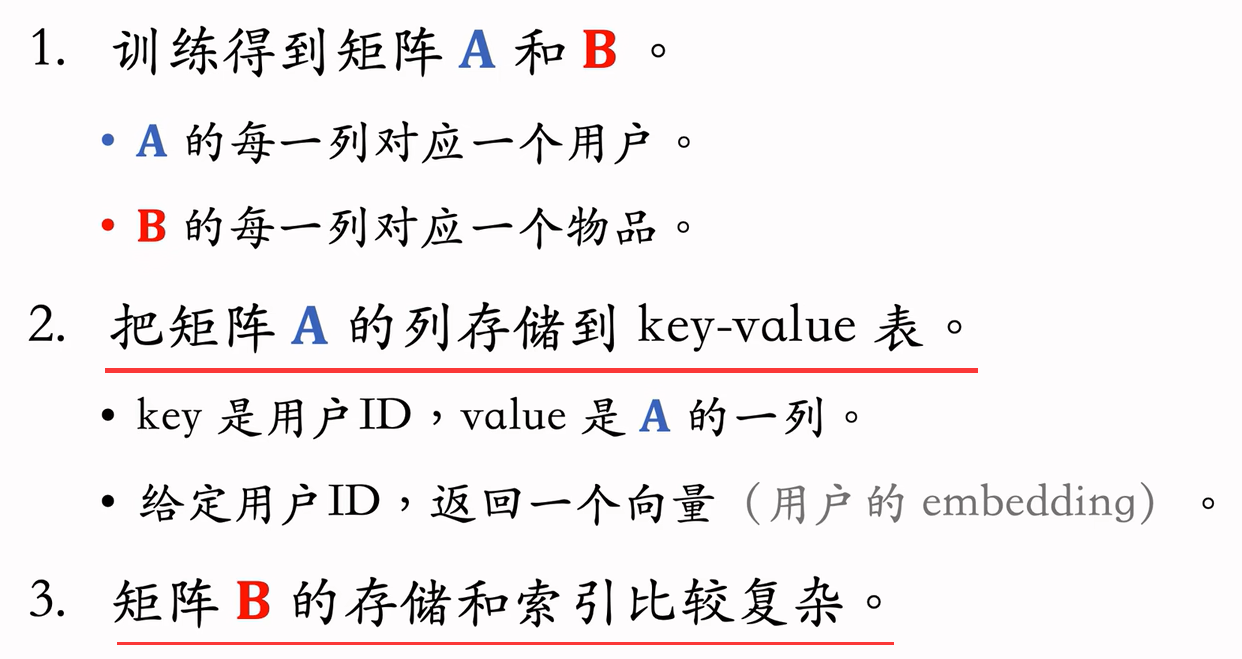 1. 训练得到矩阵 A 和 B 。
• A 的每一列对应一个用户。
• B 的每一列对应一个物品。
2. 把矩阵 A 的列存储到 key-value 表。
• key 是用户ID，value 是 A 的一列。
• 给定用户ID，返回一个向量（用户的 embedding） 。
3. 矩阵 B 的存储和索引比较复杂。